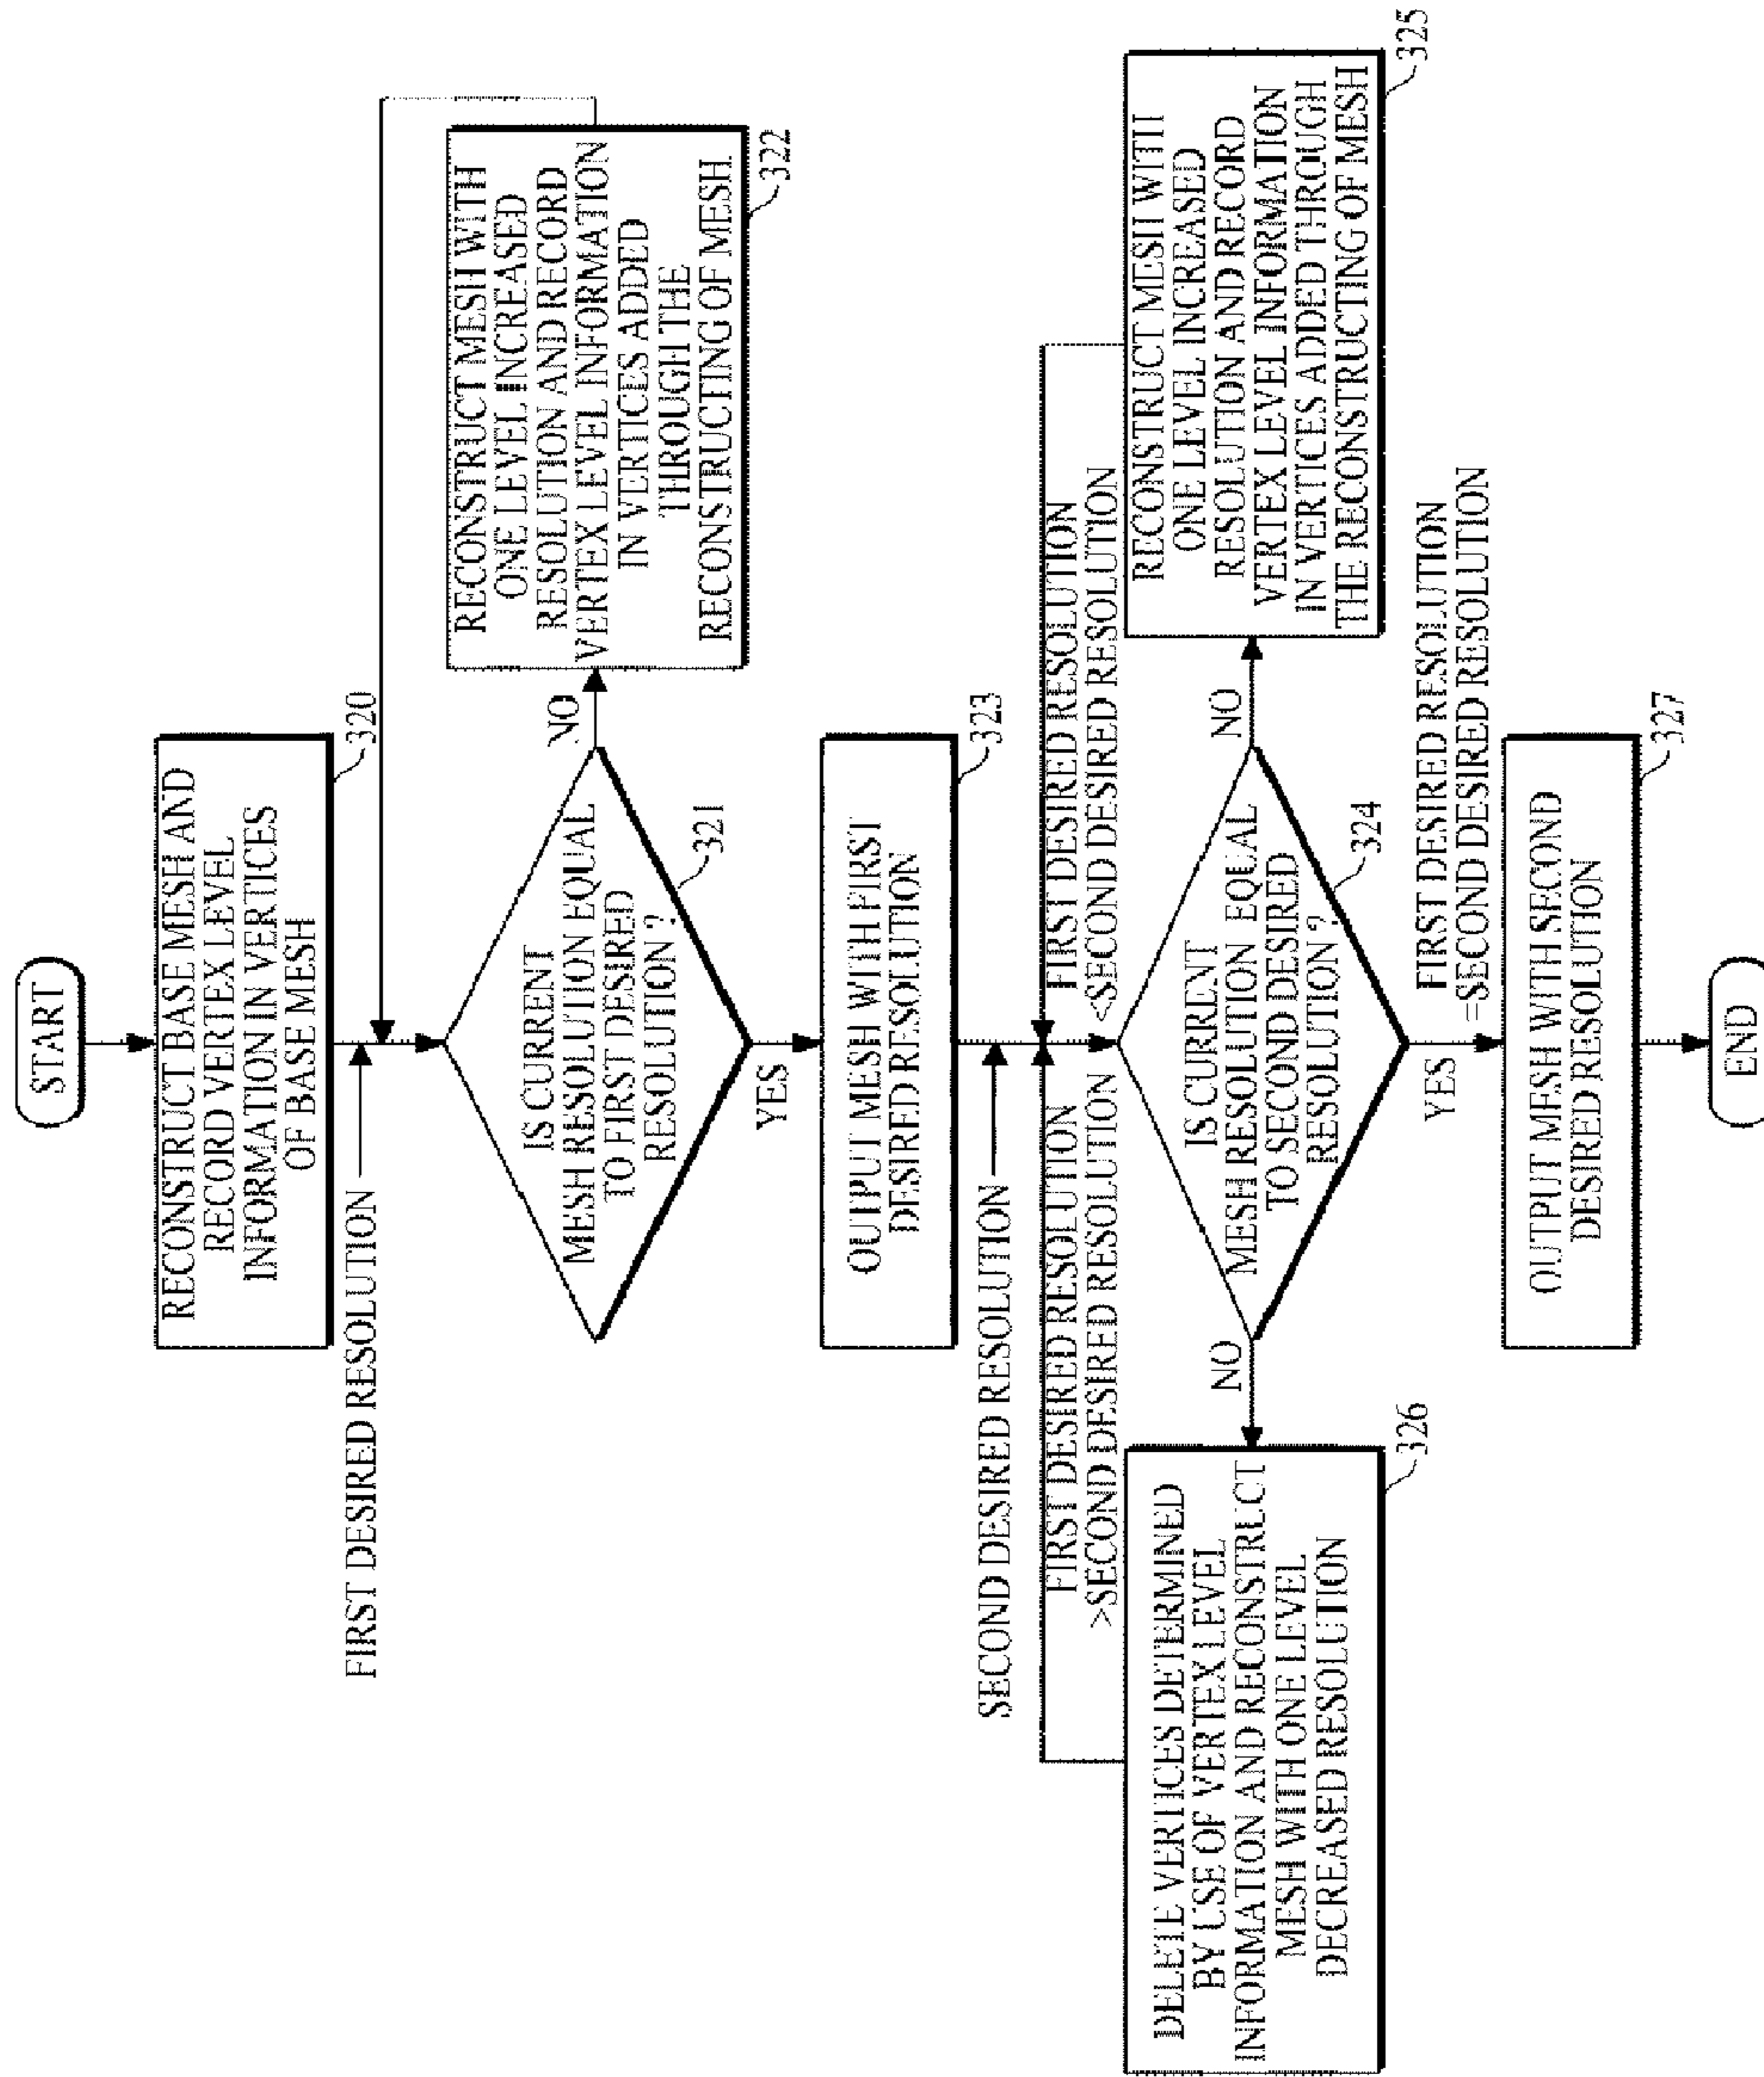 START
RECONSTRUCT BASE MESH AND
RECORD VERTEX LEVEL
INFORMATION IN VERTICES
OF BASE MESH
320
FIRST DESIRED RESOLUTION
IS CURRENT
MESH RESOLUTION EQUAL
TO FIRST DESIRED
RESOLUTION ?
321
NO
RECONSTRUCT MESH WITH
ONE LEVEL INCREASED
RESOLUTION AND RECORD
VERTEX LEVEL INFORMATION
IN VERTICES ADDED
THROUGH THE
RECONSTRUCTING OF MESH
322
YES
OUTPUT MESH WITH FIRST
DESIRED RESOLUTION
323
SECOND DESIRED RESOLUTION
FIRST DESIRED RESOLUTION
>SECOND DESIRED RESOLUTION
FIRST DESIRED RESOLUTION
<SECOND DESIRED RESOLUTION
IS CURRENT
MESH RESOLUTION EQUAL
TO SECOND DESIRED
RESOLUTION ?
324
NO
DELETE VERTICES DETERMINED
BY USE OF VERTEX LEVEL
INFORMATION AND RECONSTRUCT
MESH WITH ONE LEVEL
DECREASED RESOLUTION
326
NO
RECONSTRUCT MESH WITH
ONE LEVEL INCREASED
RESOLUTION AND RECORD
VERTEX LEVEL INFORMATION
IN VERTICES ADDED THROUGH
THE RECONSTRUCTING OF MESH
325
YES
FIRST DESIRED RESOLUTION
=SECOND DESIRED RESOLUTION
OUTPUT MESH WITH SECOND
DESIRED RESOLUTION
327
END